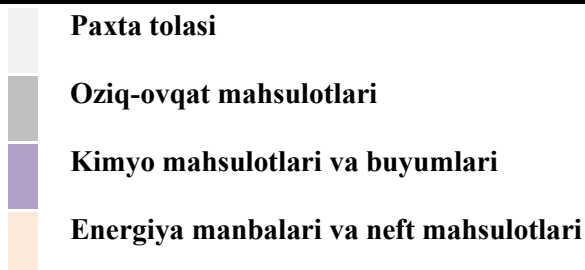 Paxta tolasi
Oziq-ovqat mahsulotlari
Kimyo mahsulotlari va buyumlari
Energiya manbalari va neft mahsulotlari